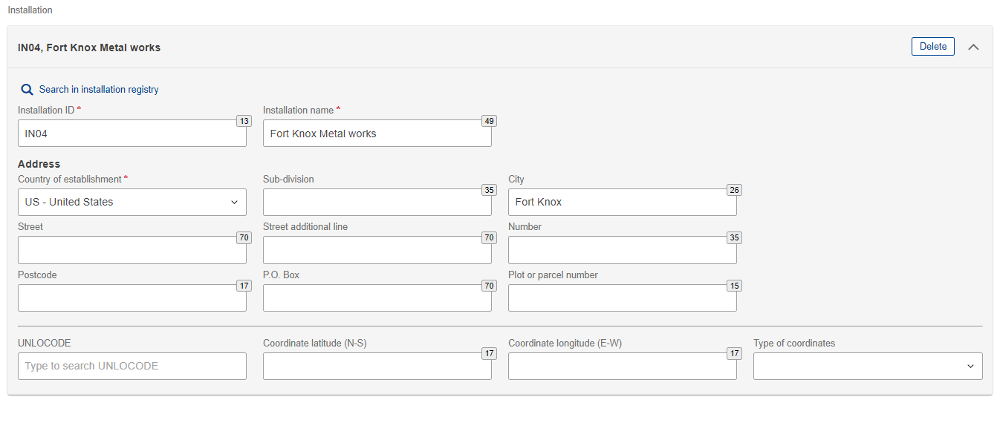 Installation
IN04, Fort Knox Metal works
Delete
Search in installation registry
Installation ID * 13 Installation name * 49
IN04 Fort Knox Metal works
Address
Country of establishment * Sub-division 35 City 26
US - United States Fort Knox
Street 70 Street additional line 70 Number 35
Postcode 17 P.O. Box 70 Plot or parcel number 15
UNLOCODE Coordinate latitude (N-S) 17 Coordinate longitude (E-W) 17 Type of coordinates
Type to search UNLOCODE